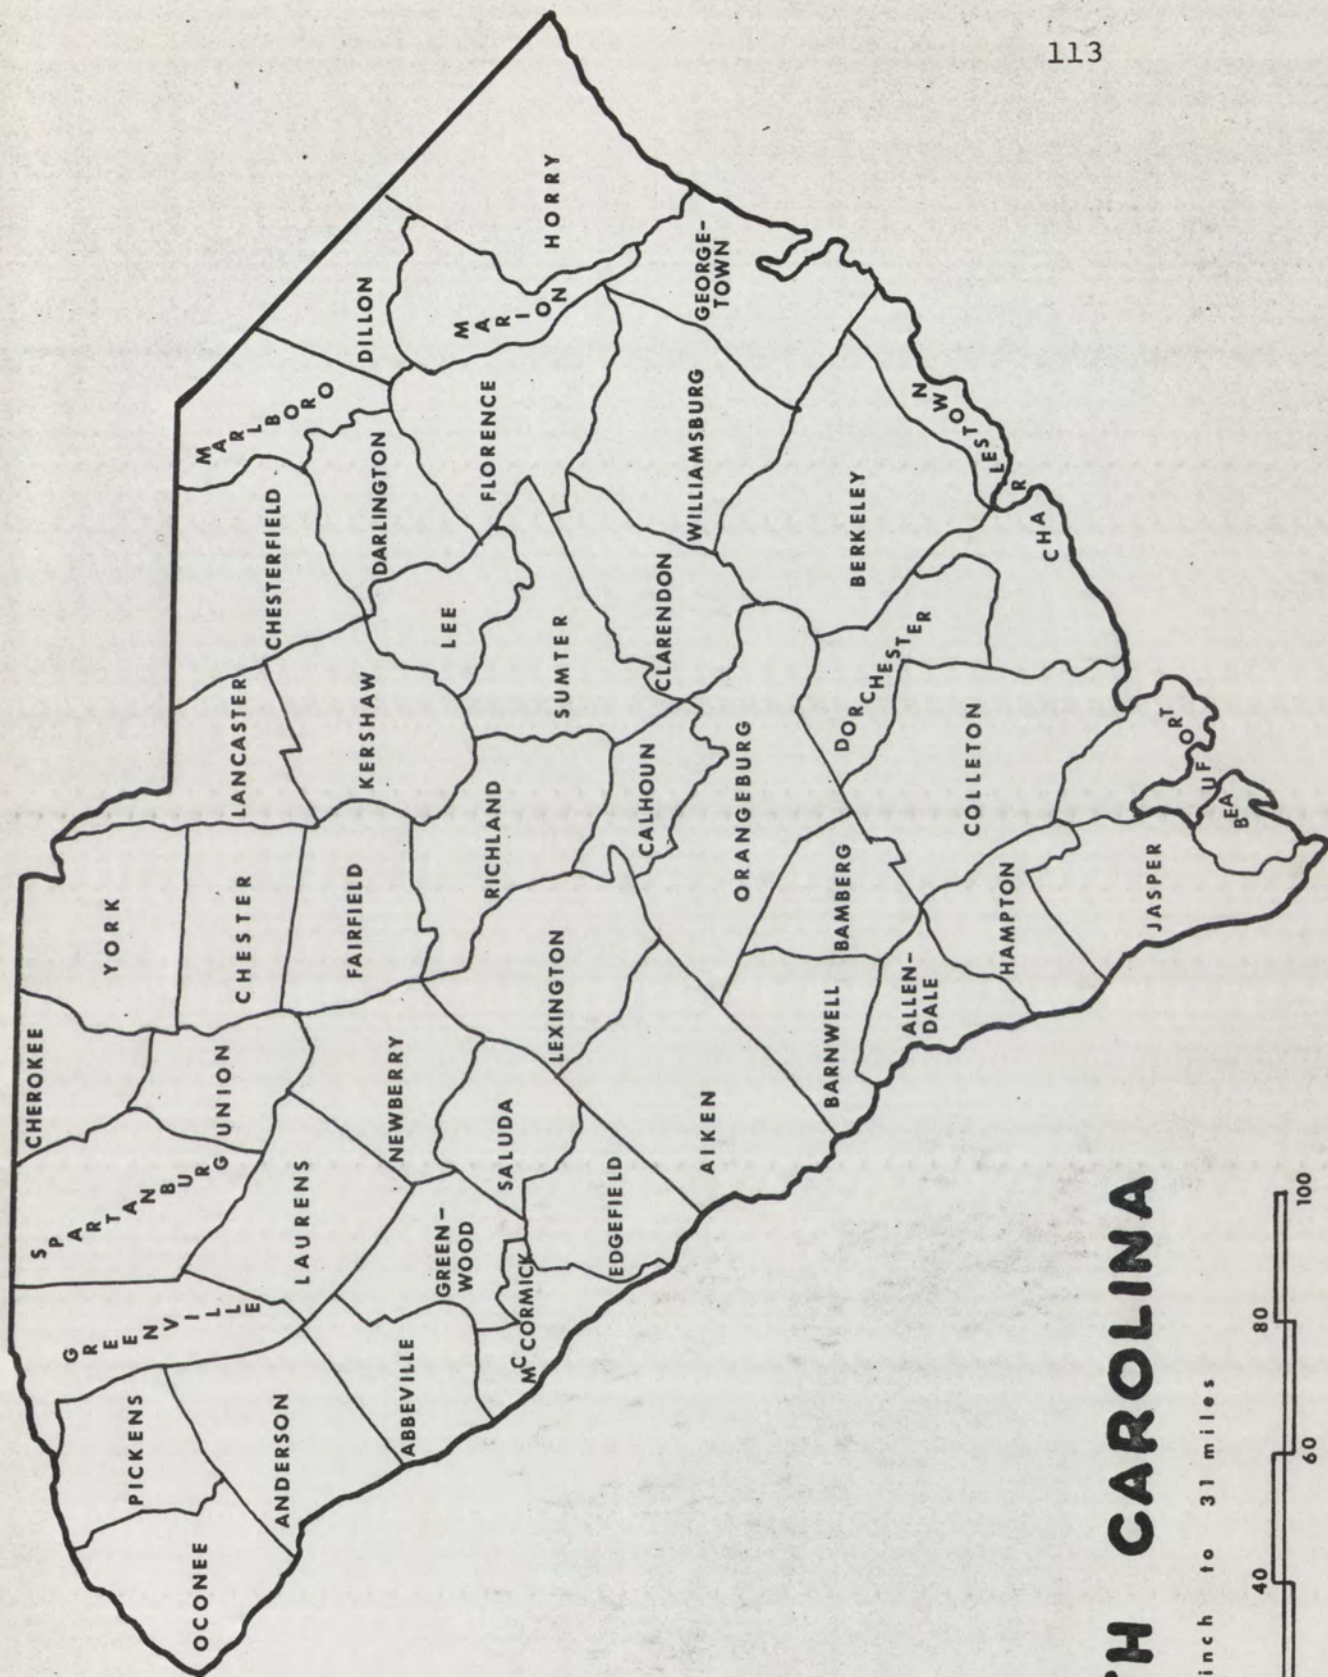 113
OCONEE
PICKENS
ANDERSON
GREENVILLE
SPARTANBURG
CHEROKEE
UNION
LAURENS
ABBEVILLE
GREEN-
WOOD
MCCORMICK
EDGEFIELD
SALUDA
NEWBERRY
YORK
CHESTER
FAIRFIELD
LANCASTER
KERSHAW
RICHLAND
LEXINGTON
AIKEN
BARNWELL
ALLEN-
DALE
BAMBERG
ORANGEBURG
CALHOUN
SUMTER
LEE
CHESTERFIELD
DARLINGTON
MARLBORO
DILLON
FLORENCE
MARION
HORRY
GEORGE-
TOWN
WILLIAMSBURG
CLARENDON
BERKELEY
DORCHESTER
CHARLESTOWN
COLLETON
HAMPTON
JASPER
BEAUFORT
TH CAROLINA
inch to 31 miles
40 60 80 100